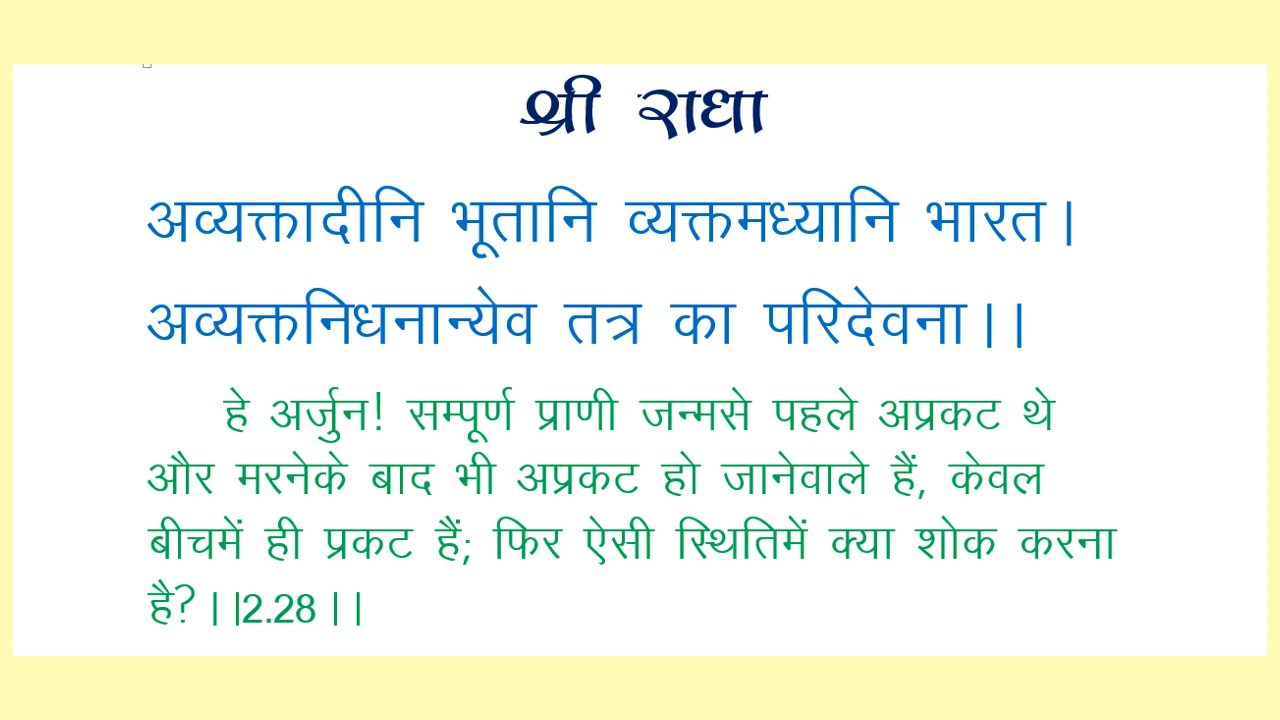 श्री राधा
अव्यक्तादीनि भूतानि व्यक्तमध्यानि भारत।
अव्यक्तनिधनान्येव तत्र का परिदेवना।।
हे अर्जुन! सम्पूर्ण प्राणी जन्मसे पहले अप्रकट थे
और मरनेके बाद भी अप्रकट हो जानेवाले हैं, केवल
बीचमें ही प्रकट हैं; फिर ऐसी स्थितिमें क्या शोक करना
है?।।2.28।।